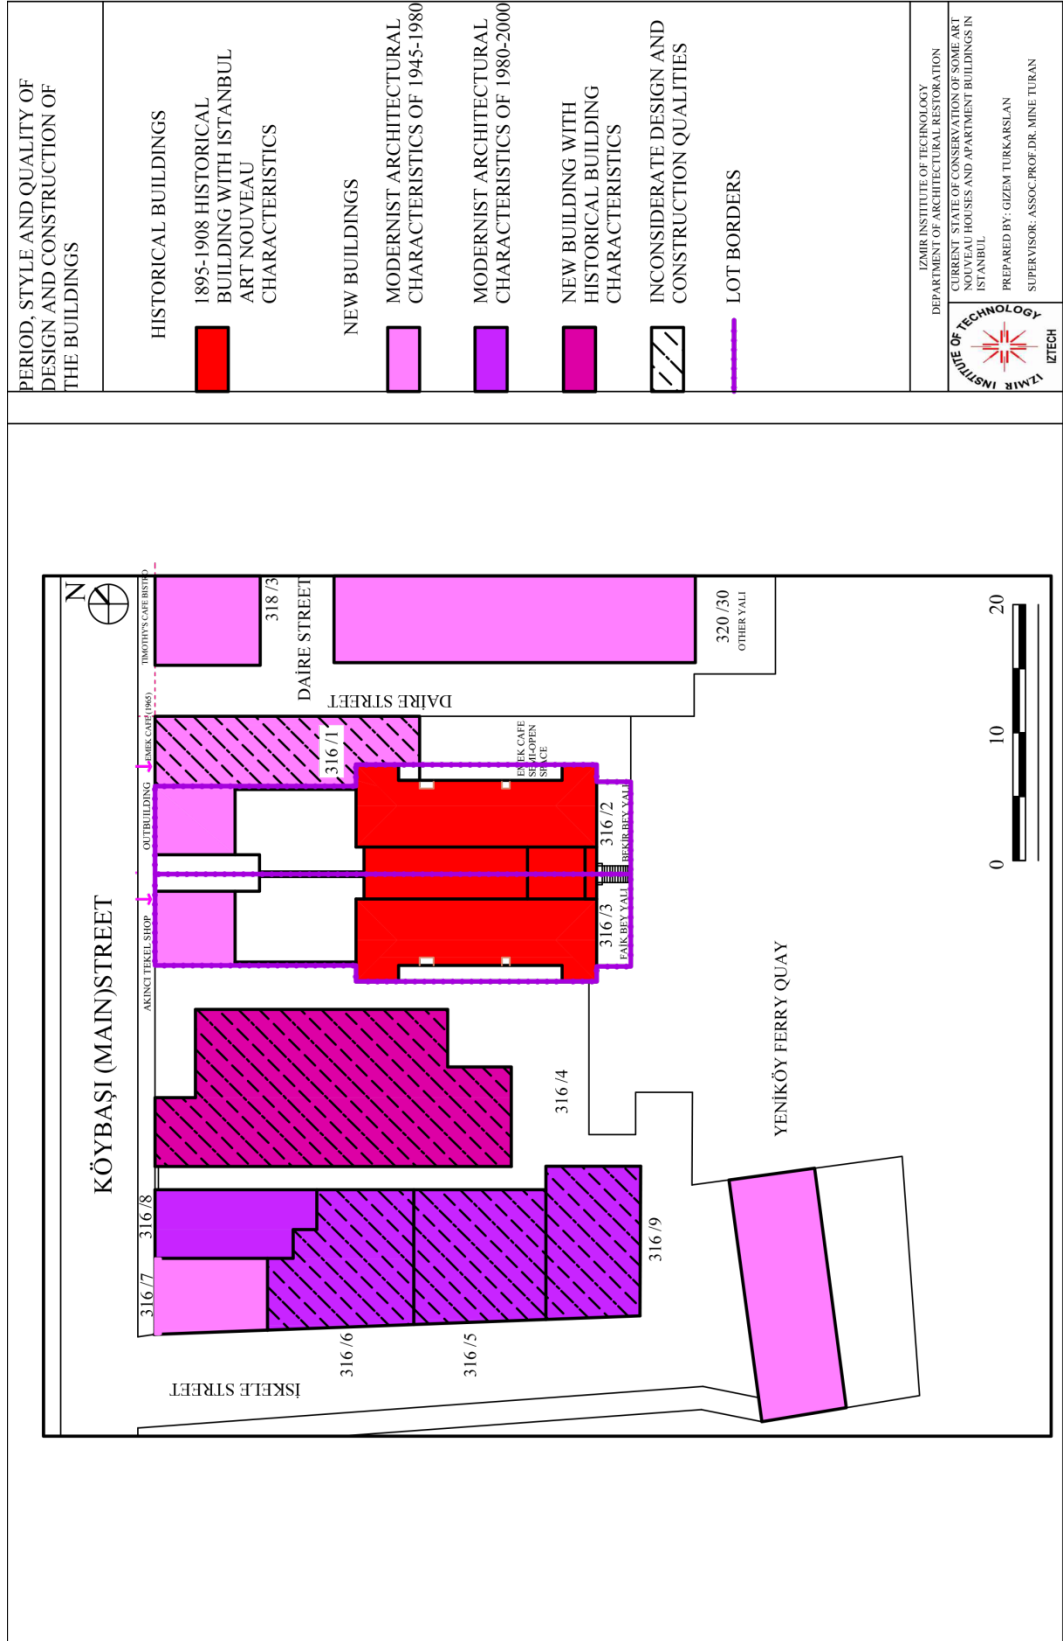 PERIOD, STYLE AND QUALITY OF
DESIGN AND CONSTRUCTION OF
THE BUILDINGS
HISTORICAL BUILDINGS
1895-1908 HISTORICAL
BUILDING WITH ISTANBUL
ART NOUVEAU
CHARACTERISTICS
NEW BUILDINGS
MODERNIST ARCHITECTURAL
CHARACTERISTICS OF 1945-1980
MODERNIST ARCHITECTURAL
CHARACTERISTICS OF 1980-2000
NEW BUILDING WITH
HISTORICAL BUILDING
CHARACTERISTICS
INCONSIDERATE DESIGN AND
CONSTRUCTION QUALITIES
LOT BORDERS
IZMIR INSTITUTE OF TECHNOLOGY
DEPARTMENT OF ARCHITECTURAL RESTORATION
CURRENT STATE OF CONSERVATION OF SOME ART
NOUVEAU HOUSES AND APARTMENT BUILDINGS IN
ISTANBUL
PREPARED BY: GIZEM TURKARSLAN
SUPERVISOR: ASSOC.PROF.DR. MINE TURAN
IZMIR INSTITUTE OF TECHNOLOGY
IZTECH
N
KÖYBAŞI (MAIN)STREET
TIMOTHY'S CAFE BISTRO
EMEK CAFE (1965)
OUTBUILDING
AKINCI TEKEL SHOP
318 /3
DAİRE STREET
DAİRE STREET
320 /30
OTHER YALI
316 /1
EMEK CAFE
SEMI-OPEN
SPACE
316 /2
BEKİR BEY YALI
316 /3
FAİK BEY YALI
316 /4
316 /8
316 /7
316 /6
316 /5
316 /9
İSKELE STREET
YENİKÖY FERRY QUAY
0
10
20